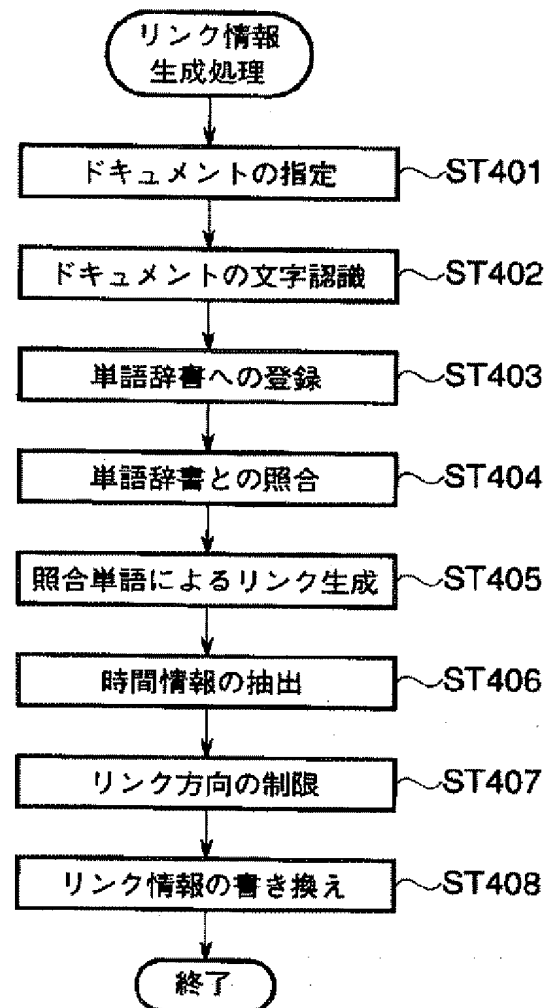 リンク情報
生成処理
ドキュメントの指定 ST401
ドキュメントの文字認識 ST402
単語辞書への登録 ST403
単語辞書との照合 ST404
照合単語によるリンク生成 ST405
時間情報の抽出 ST406
リンク方向の制限 ST407
リンク情報の書き換え ST408
終了